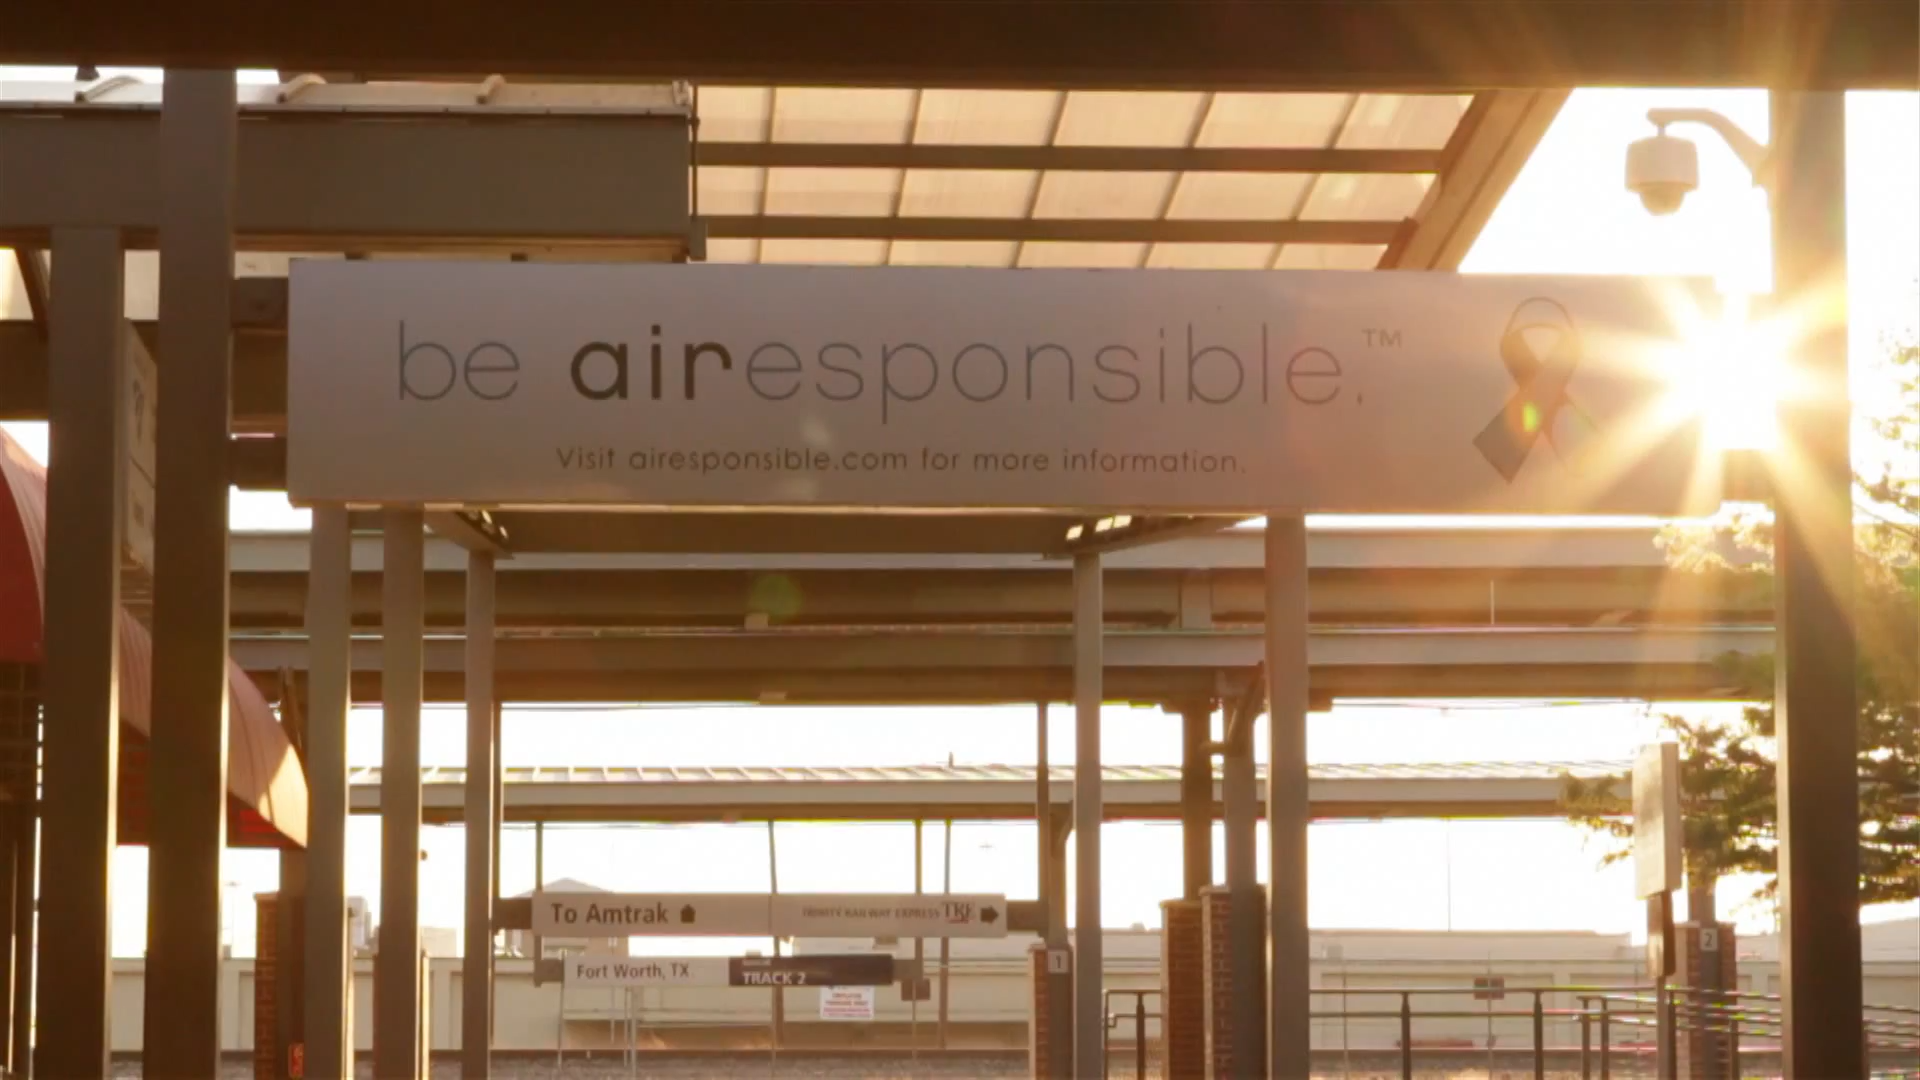 be airesponsible.™
Visit airesponsible.com for more information.
To Amtrak
TRINITY RAILWAY EXPRESS TRE
Fort Worth, TX
TRACK 2
1
2